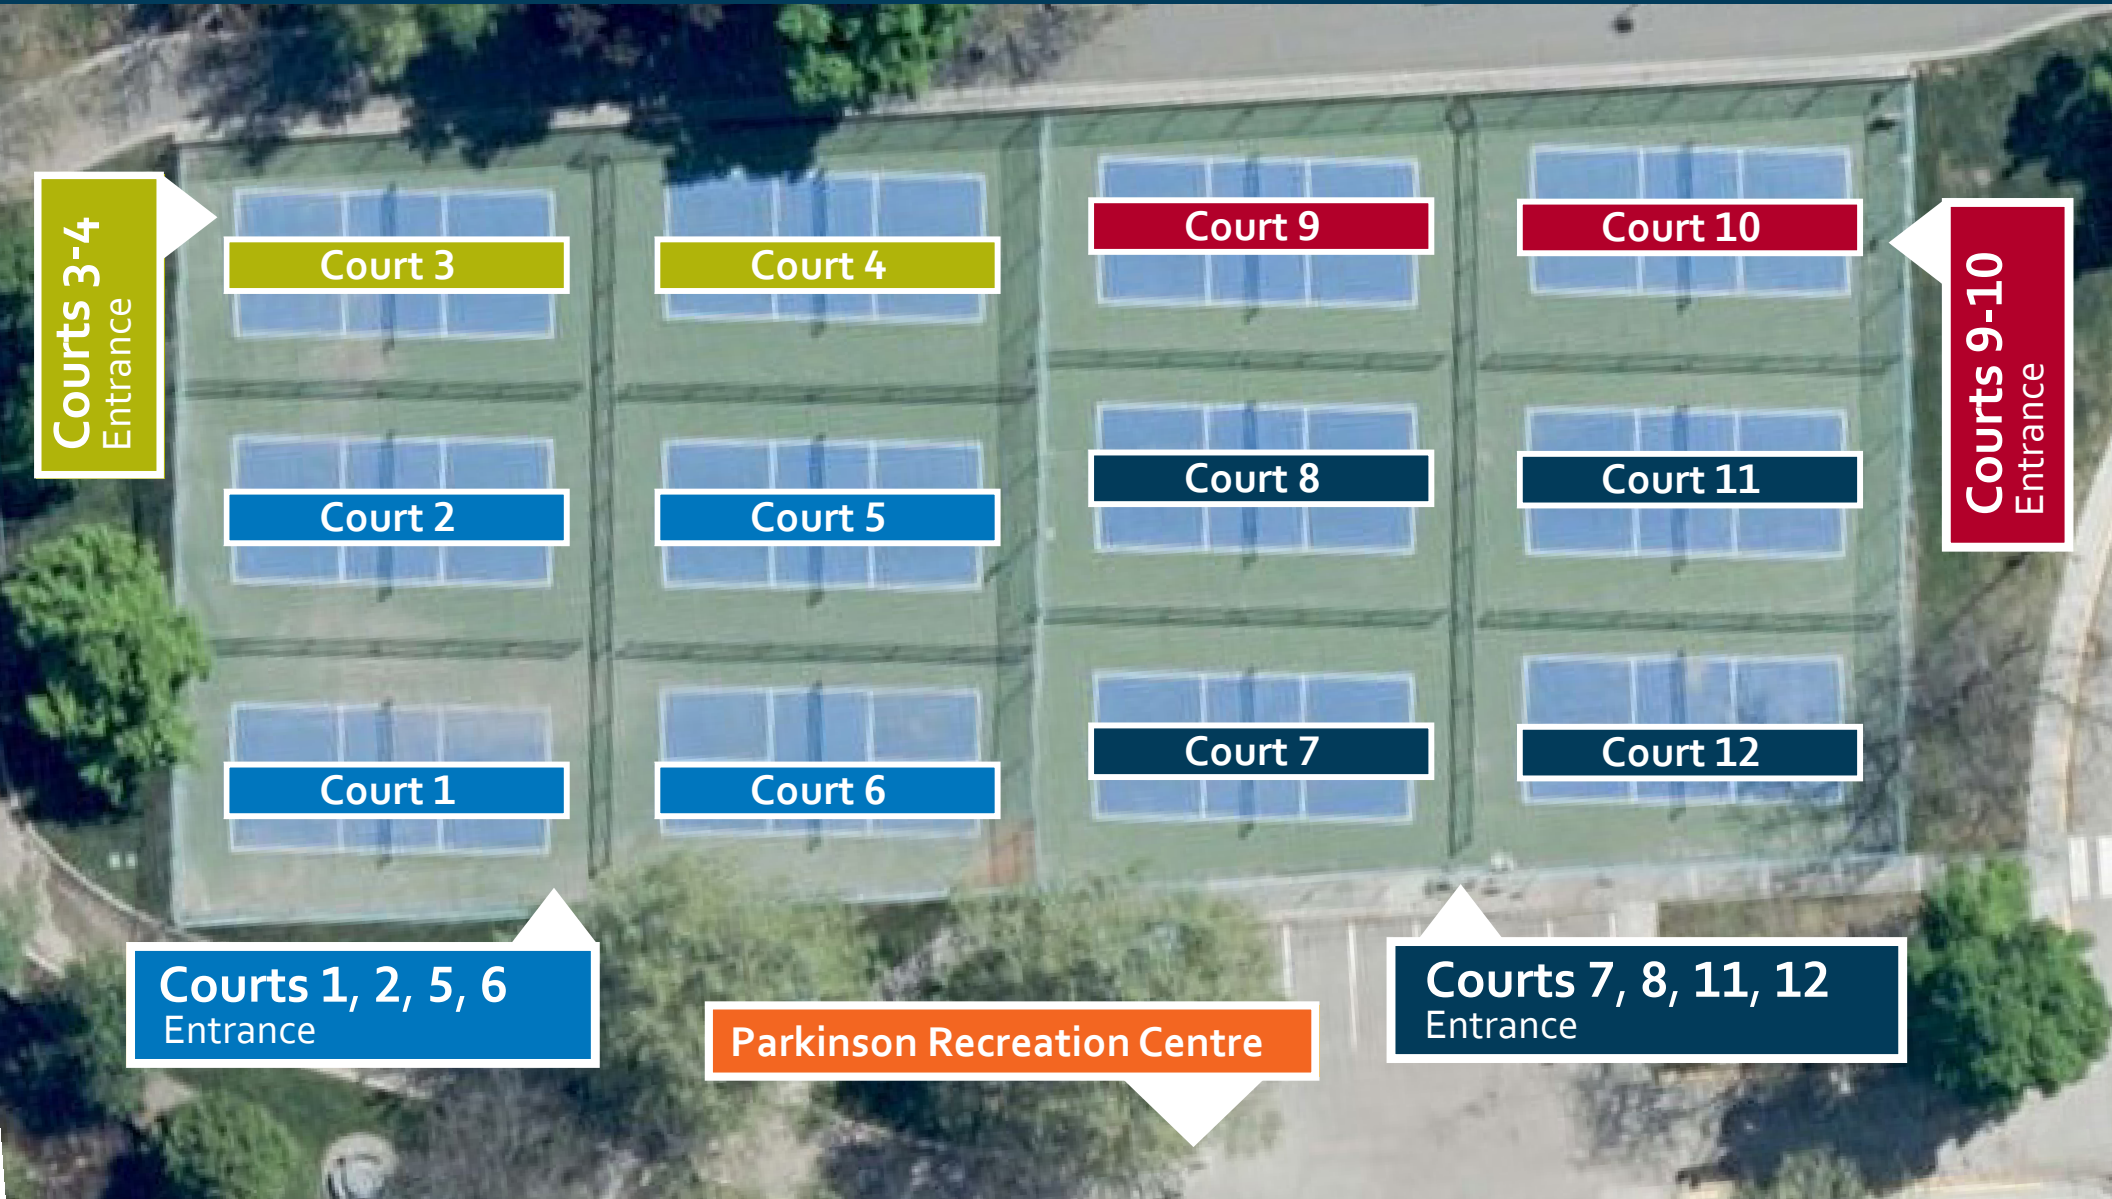 Courts 3-4
Entrance
Court 3
Court 4
Court 9
Court 10
Courts 9-10
Entrance
Court 2
Court 5
Court 8
Court 11
Court 1
Court 6
Court 7
Court 12
Courts 1, 2, 5, 6
Entrance
Parkinson Recreation Centre
Courts 7, 8, 11, 12
Entrance